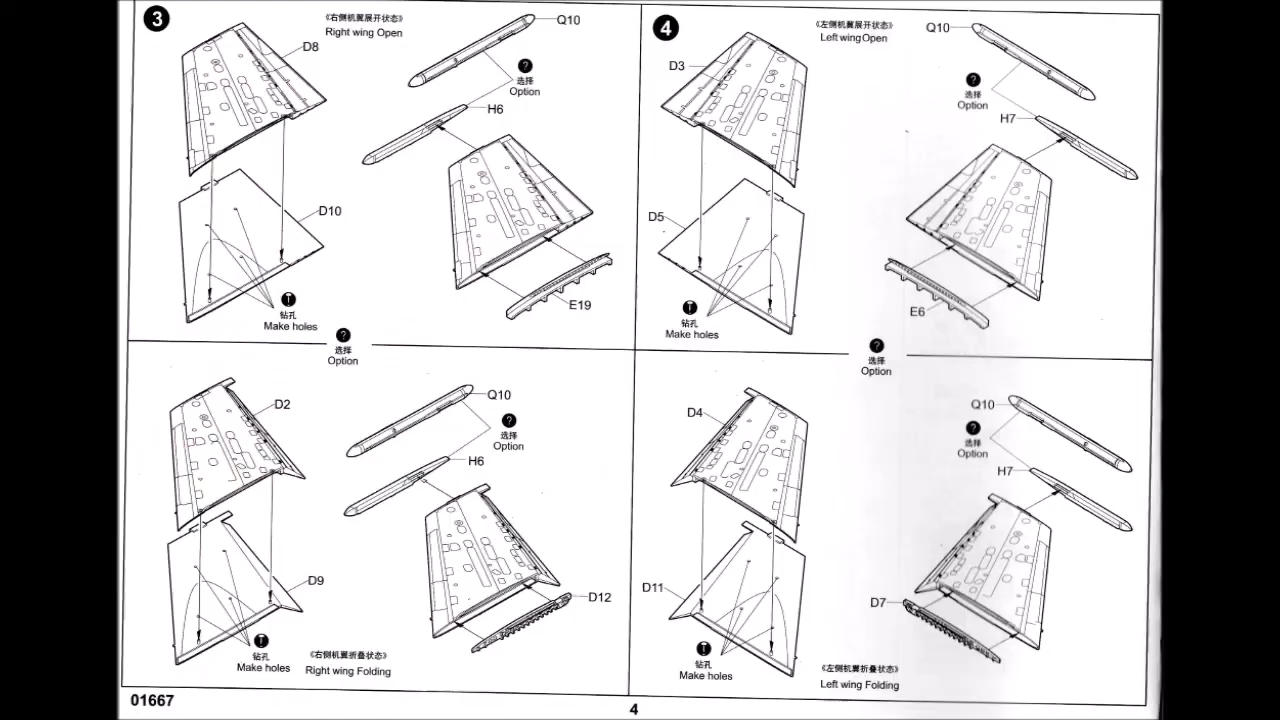 3
《右侧机翼展开状态》
Right wing Open
D8
Q10
?
选择
Option
H6
D10
E19
T
钻孔
Make holes
4
《左侧机翼展开状态》
Left wing Open
D3
Q10
?
选择
Option
H7
D5
E6
T
钻孔
Make holes
?
选择
Option
?
选择
Option
D2
Q10
?
选择
Option
H6
D9
D12
T
钻孔
Make holes
《右侧机翼折叠状态》
Right wing Folding
D4
Q10
?
选择
Option
H7
D11
D7
T
钻孔
Make holes
《左侧机翼折叠状态》
Left wing Folding
01667
4